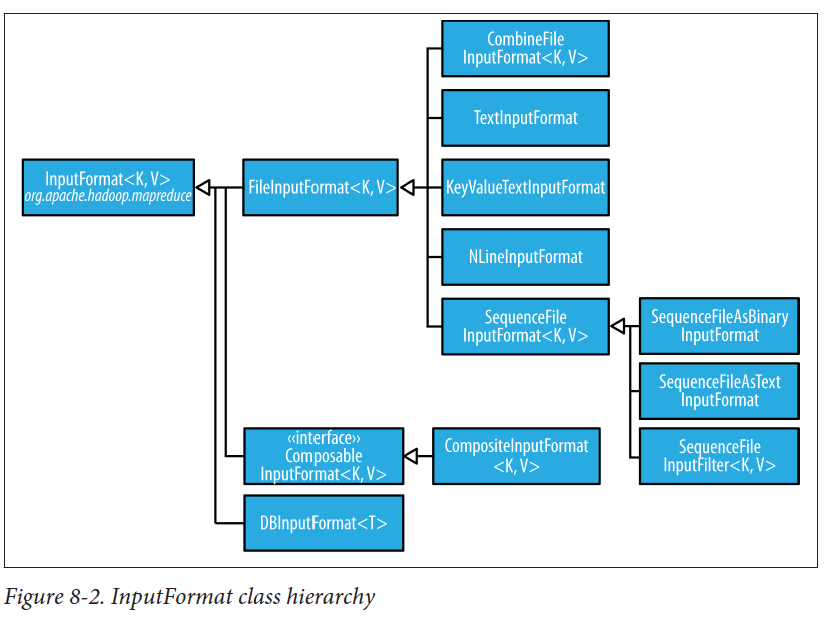 CombineFile
InputFormat<K, V>
TextInputFormat
InputFormat<K, V>
org.apache.hadoop.mapreduce
FileInputFormat<K, V>
KeyValueTextInputFormat
NLineInputFormat
SequenceFile
InputFormat<K, V>
SequenceFileAsBinary
InputFormat
SequenceFileAsText
InputFormat
‹‹interface››
Composable
InputFormat<K, V>
CompositeInputFormat
<K, V>
SequenceFile
InputFilter<K, V>
DBInputFormat<T>
Figure 8-2. InputFormat class hierarchy